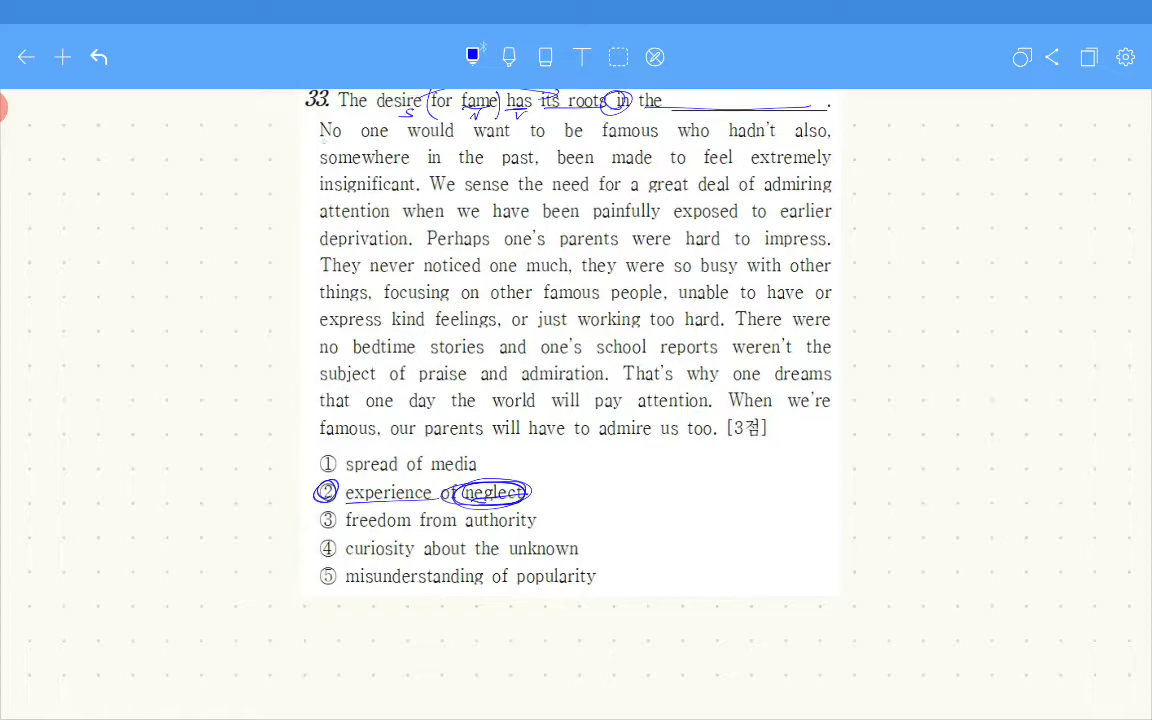 33. The desire for fame has its roots in the ____________.
No one would want to be famous who hadn't also,
somewhere in the past, been made to feel extremely
insignificant. We sense the need for a great deal of admiring
attention when we have been painfully exposed to earlier
deprivation. Perhaps one's parents were hard to impress.
They never noticed one much, they were so busy with other
things, focusing on other famous people, unable to have or
express kind feelings, or just working too hard. There were
no bedtime stories and one's school reports weren't the
subject of praise and admiration. That's why one dreams
that one day the world will pay attention. When we're
famous, our parents will have to admire us too. [3점]
① spread of media
② experience of neglect
③ freedom from authority
④ curiosity about the unknown
⑤ misunderstanding of popularity